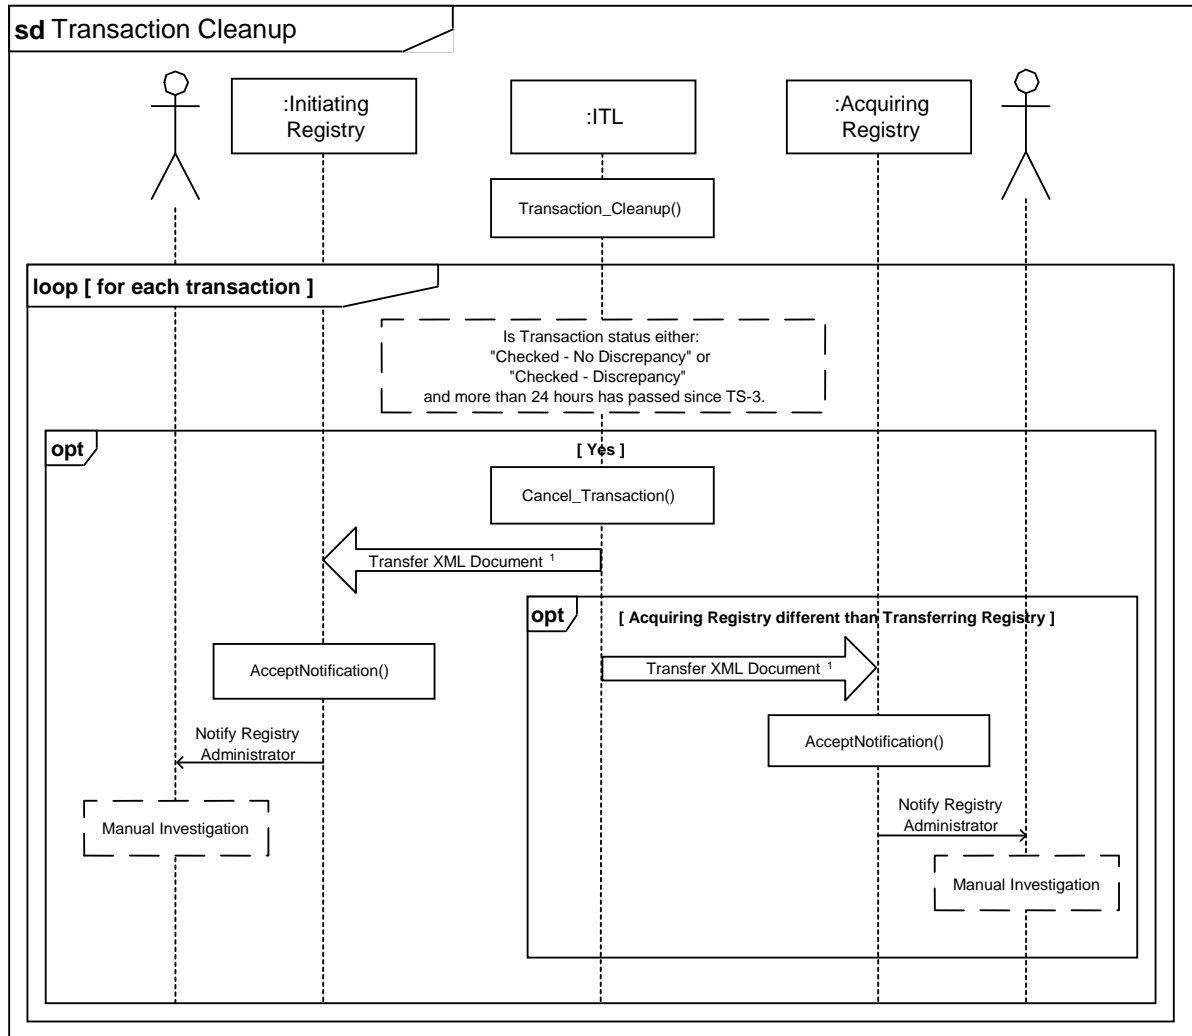 sd Transaction Cleanup
:Initiating
Registry
:ITL
:Acquiring
Registry
Transaction_Cleanup()
loop [ for each transaction ]
Is Transaction status either:
"Checked - No Discrepancy" or
"Checked - Discrepancy"
and more than 24 hours has passed since TS-3.
opt
[ Yes ]
Cancel_Transaction()
Transfer XML Document ¹
opt
[ Acquiring Registry different than Transferring Registry ]
Transfer XML Document ¹
AcceptNotification()
Notify Registry
Administrator
AcceptNotification()
Manual Investigation
Notify Registry
Administrator
Manual Investigation